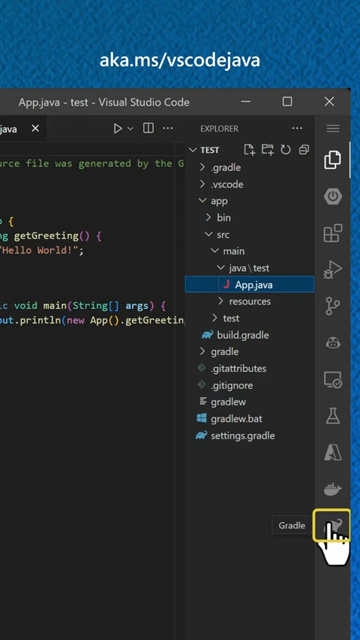 aka.ms/vscodejava
App.java - test - Visual Studio Code
java
EXPLORER
TEST
.gradle
.vscode
app
bin
src
main
java\test
App.java
resources
test
build.gradle
gradle
.gitattributes
.gitignore
gradlew
gradlew.bat
settings.gradle
urce file was generated by the G
p {
ng getGreeting() {
"Hello World!";
ic void main(String[] args) {
out.println(new App().getGreetin
Gradle